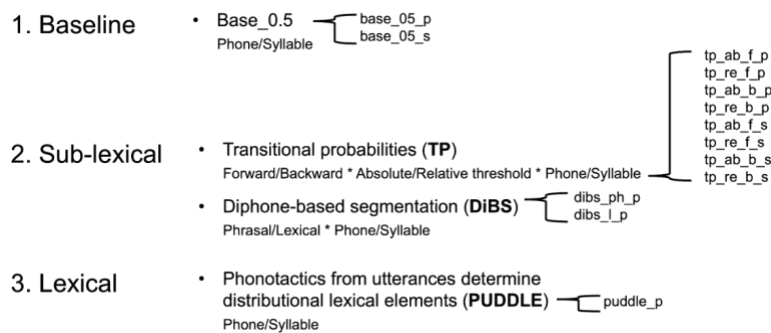 1. Baseline
• Base_0.5
Phone/Syllable
base_05_p
base_05_s
2. Sub-lexical
• Transitional probabilities (TP)
Forward/Backward * Absolute/Relative threshold * Phone/Syllable
tp_ab_f_p
tp_re_f_p
tp_ab_b_p
tp_re_b_p
tp_ab_f_s
tp_re_f_s
tp_ab_b_s
tp_re_b_s
• Diphone-based segmentation (DiBS)
Phrasal/Lexical * Phone/Syllable
dibs_ph_p
dibs_l_p
3. Lexical
• Phonotactics from utterances determine
distributional lexical elements (PUDDLE)
Phone/Syllable
puddle_p